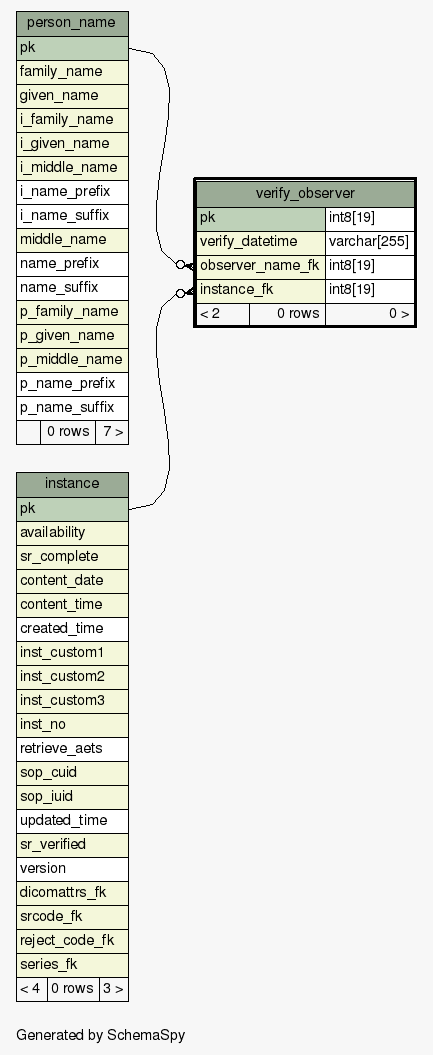 person_name
pk
family_name
given_name
i_family_name
i_given_name
i_middle_name
i_name_prefix
i_name_suffix
middle_name
name_prefix
name_suffix
p_family_name
p_given_name
p_middle_name
p_name_prefix
p_name_suffix
0 rows 7 >
verify_observer
pk int8[19]
verify_datetime varchar[255]
observer_name_fk int8[19]
instance_fk int8[19]
< 2 0 rows 0 >
instance
pk
availability
sr_complete
content_date
content_time
created_time
inst_custom1
inst_custom2
inst_custom3
inst_no
retrieve_aets
sop_cuid
sop_iuid
updated_time
sr_verified
version
dicomattrs_fk
srcode_fk
reject_code_fk
series_fk
< 4 0 rows 3 >
Generated by SchemaSpy